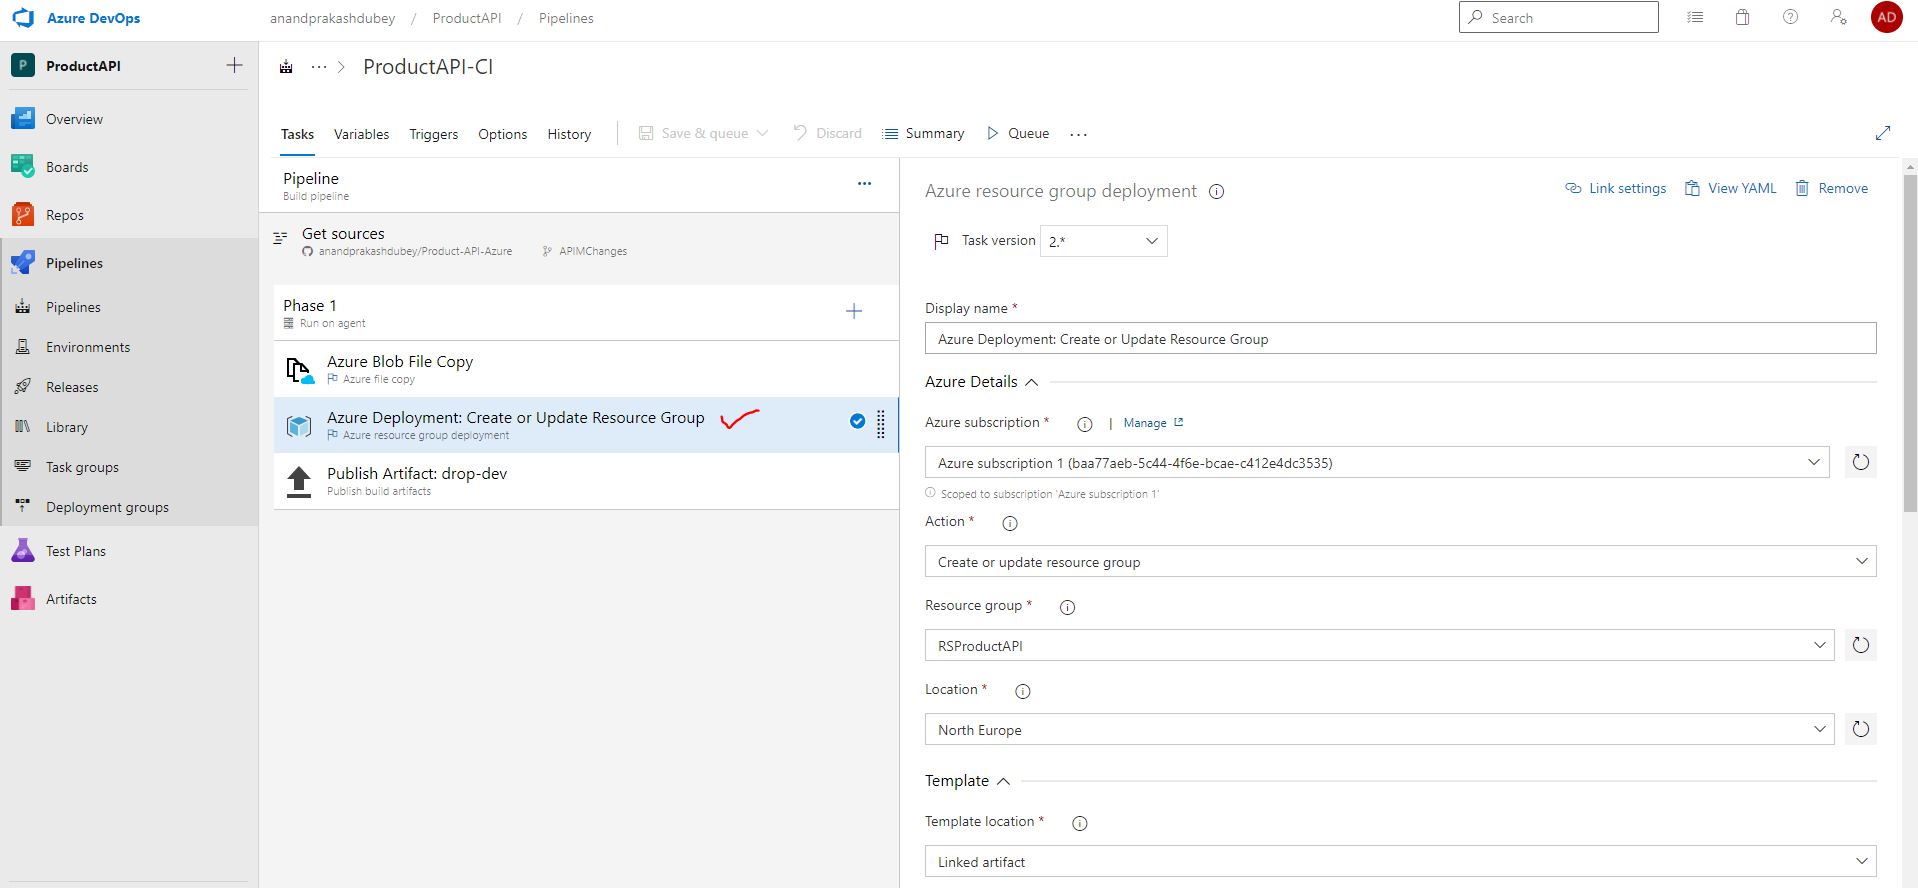 Azure DevOps
anandprakashdubey / ProductAPI / Pipelines
Search
AD
P
ProductAPI
Overview
Boards
Repos
Pipelines
Pipelines
Environments
Releases
Library
Task groups
Deployment groups
Test Plans
Artifacts
··· > ProductAPI-CI
Tasks Variables Triggers Options History | Save & queue Discard Summary Queue ···
Pipeline
Build pipeline
Get sources
anandprakashdubey/Product-API-Azure APIMChanges
Phase 1
Run on agent
Azure Blob File Copy
Azure file copy
Azure Deployment: Create or Update Resource Group
Azure resource group deployment
Publish Artifact: drop-dev
Publish build artifacts
Azure resource group deployment
Link settings View YAML Remove
Task version 2.*
Display name *
Azure Deployment: Create or Update Resource Group
Azure Details
Azure subscription * | Manage
Azure subscription 1 (baa77aeb-5c44-4f6e-bcae-c412e4dc3535)
Scoped to subscription 'Azure subscription 1'
Action *
Create or update resource group
Resource group *
RSProductAPI
Location *
North Europe
Template
Template location *
Linked artifact